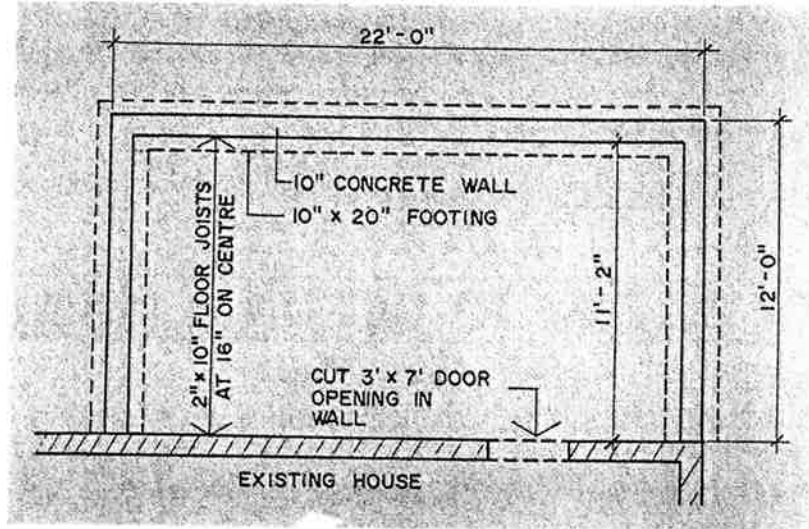 22'-0"
10" CONCRETE WALL
10" X 20" FOOTING
2"x 10" FLOOR JOISTS
AT 16" ON CENTRE
11'-2"
12'-0"
CUT 3' X 7' DOOR
OPENING IN
WALL
EXISTING HOUSE